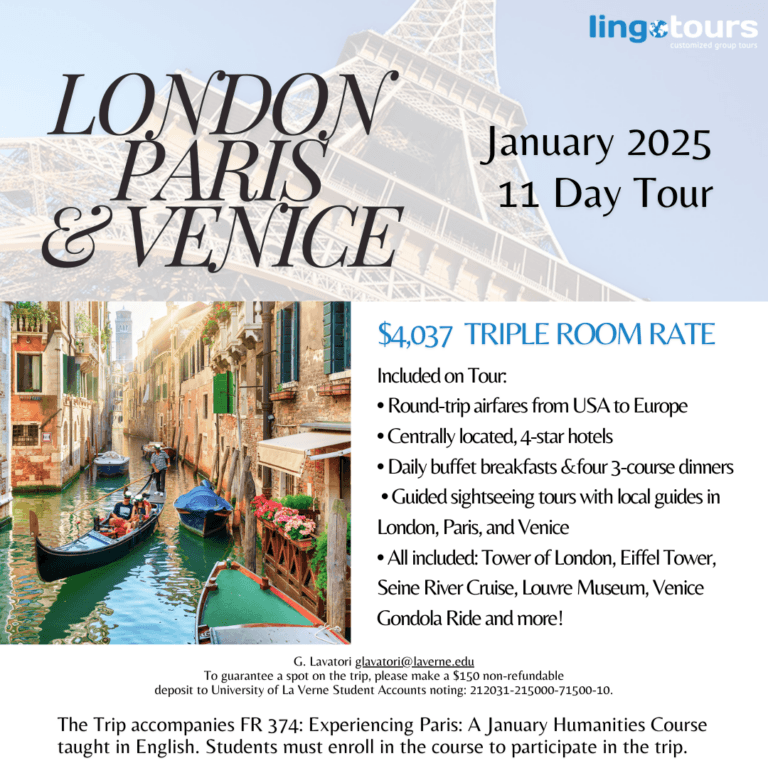 lingotours
customized group tours
LONDON
PARIS
& VENICE
January 2025
11 Day Tour
$4,037 TRIPLE ROOM RATE
Included on Tour:
• Round-trip airfares from USA to Europe
• Centrally located, 4-star hotels
• Daily buffet breakfasts & four 3-course dinners
• Guided sightseeing tours with local guides in
London, Paris, and Venice
• All included: Tower of London, Eiffel Tower,
Seine River Cruise, Louvre Museum, Venice
Gondola Ride and more!
G. Lavatori glavatori@laverne.edu
To guarantee a spot on the trip, please make a $150 non-refundable
deposit to University of La Verne Student Accounts noting: 212031-215000-71500-10.
The Trip accompanies FR 374: Experiencing Paris: A January Humanities Course
taught in English. Students must enroll in the course to participate in the trip.